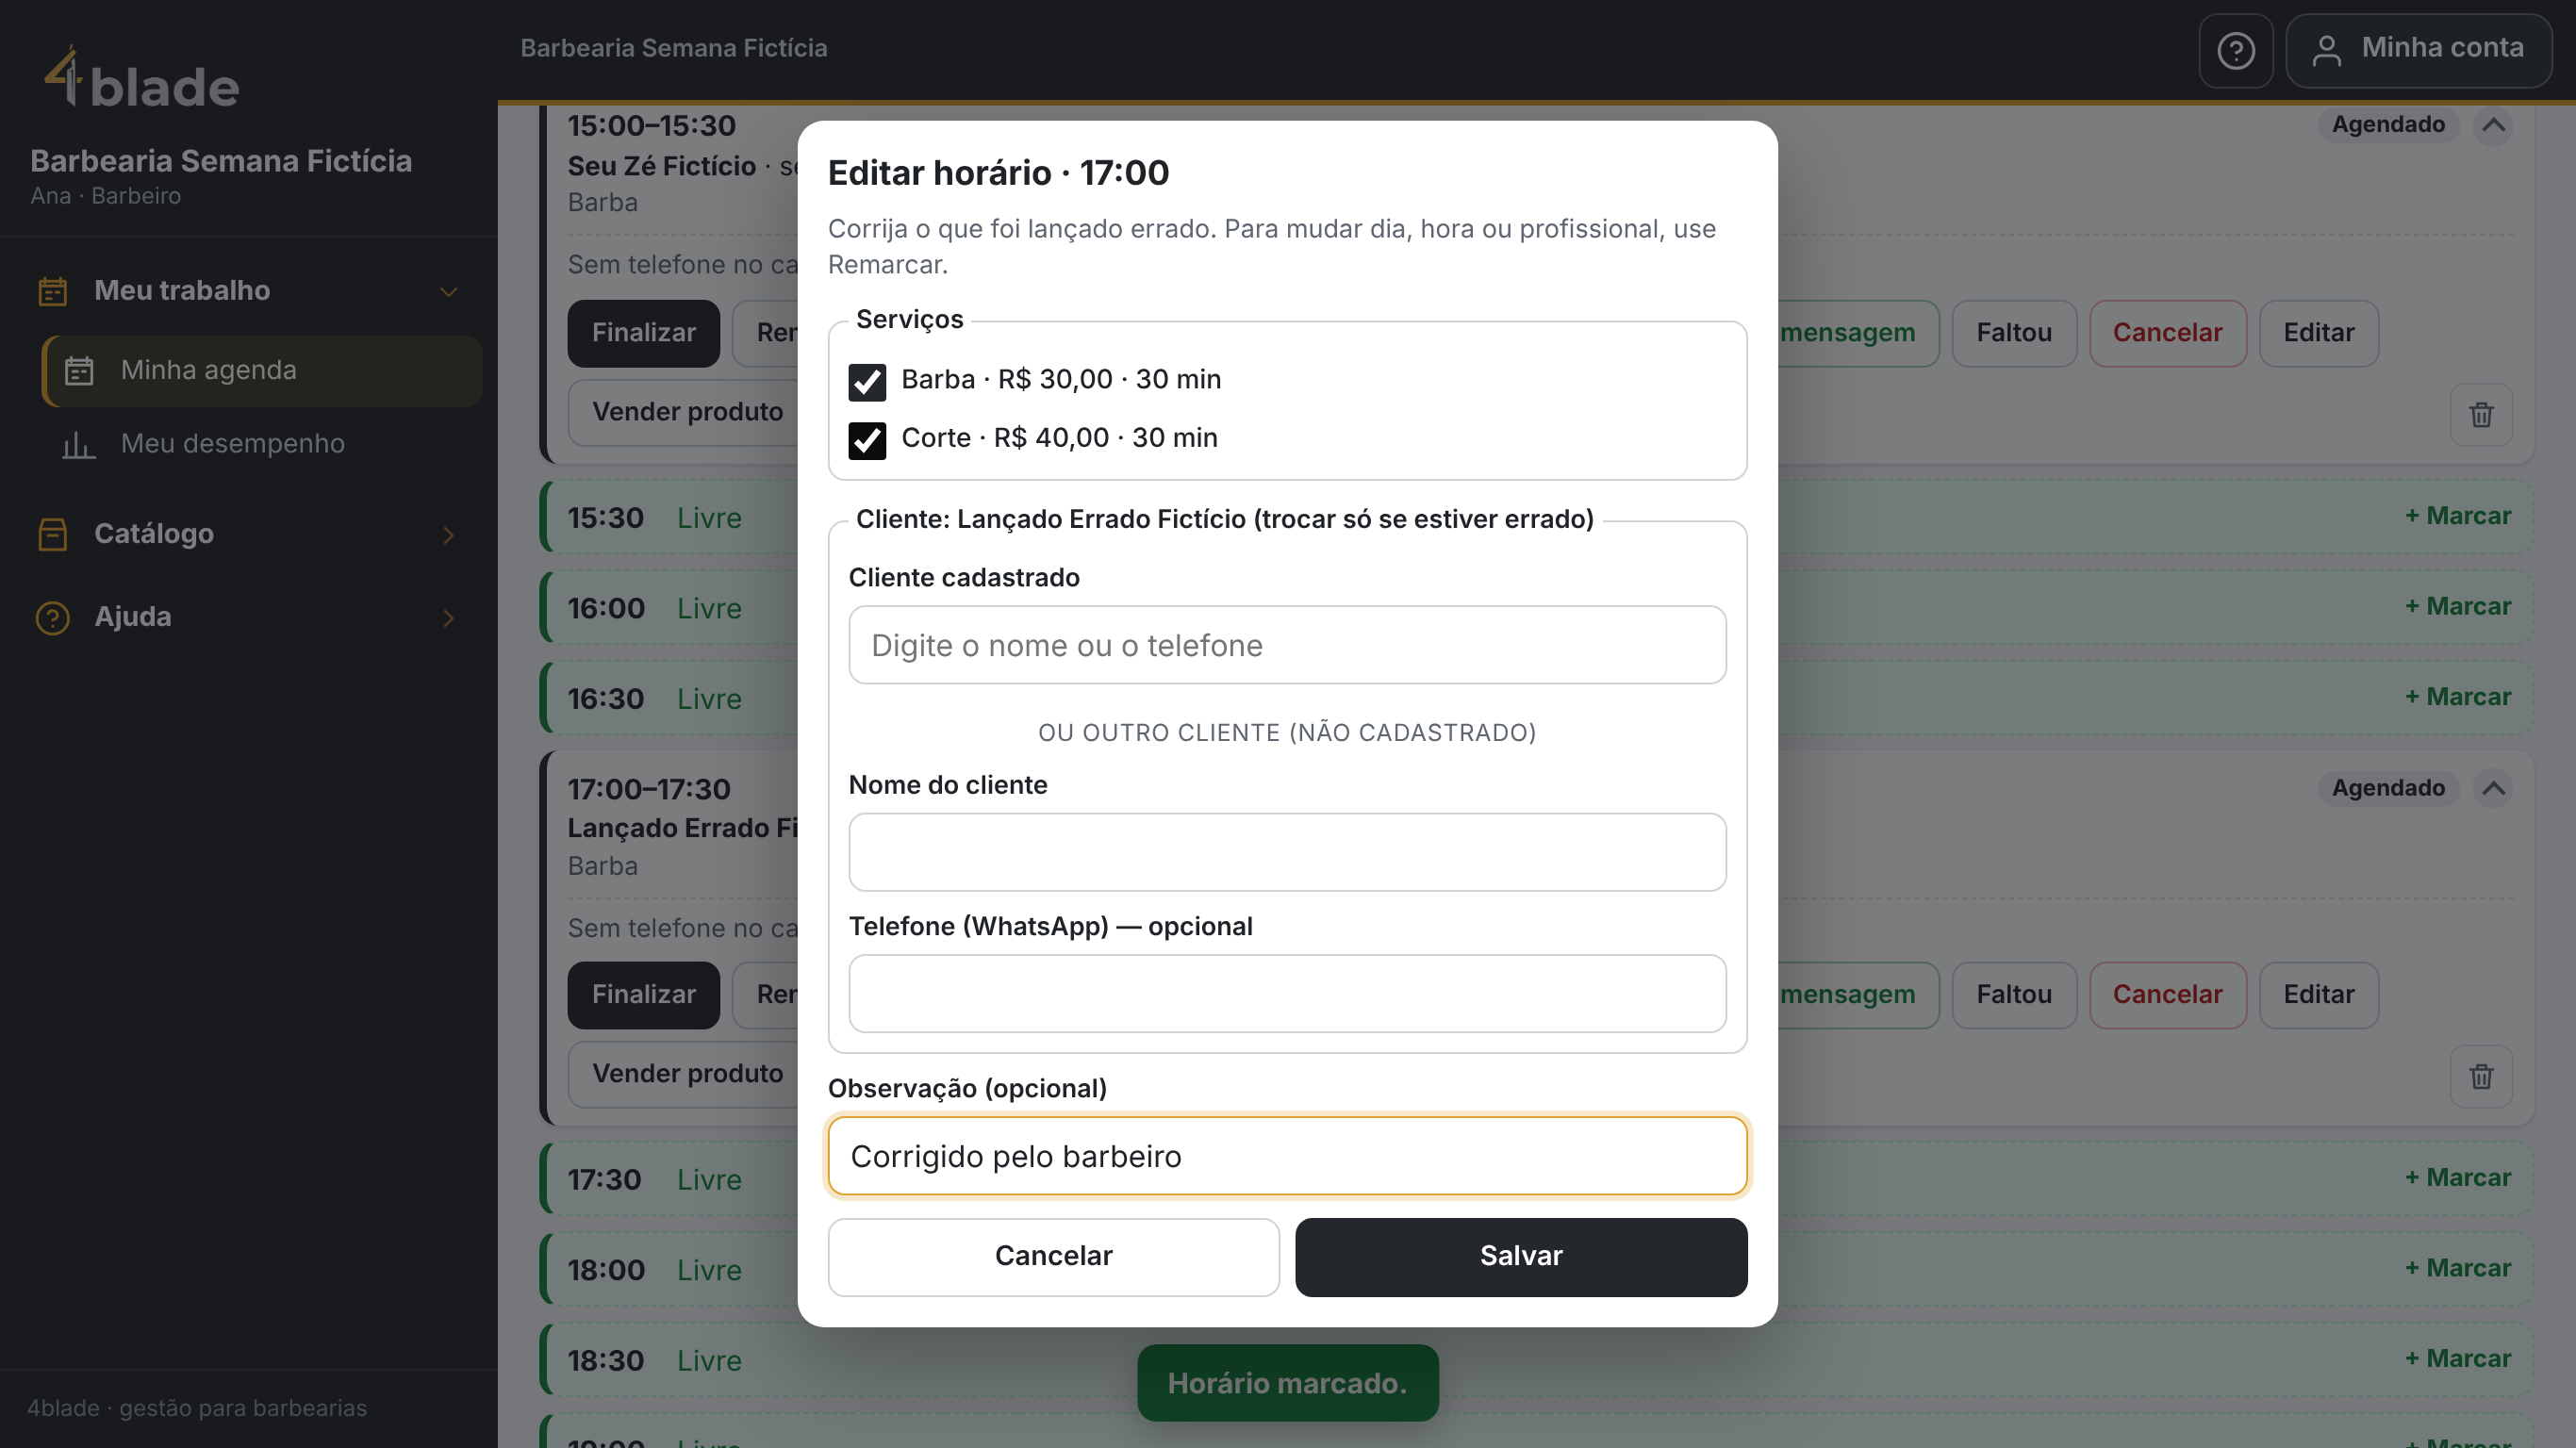 4blade
Barbearia Semana Fictícia
Ana · Barbeiro
Meu trabalho
Minha agenda
Meu desempenho
Catálogo
Ajuda
4blade · gestão para barbearias
Barbearia Semana Fictícia
Minha conta
15:00–15:30
Agendado
Seu Zé Fictício
Barba
Sem telefone no
Finalizar
mensagem
Faltou
Cancelar
Editar
Vender produto
15:30 Livre + Marcar
16:00 Livre + Marcar
16:30 Livre + Marcar
17:00–17:30
Agendado
Lançado Errado
Barba
Sem telefone no
Finalizar
mensagem
Faltou
Cancelar
Editar
Vender produto
17:30 Livre + Marcar
18:00 Livre + Marcar
18:30 Livre + Marcar
Editar horário · 17:00
Corrija o que foi lançado errado. Para mudar dia, hora ou profissional, use
Remarcar.
Serviços
Barba · R$ 30,00 · 30 min
Corte · R$ 40,00 · 30 min
Cliente: Lançado Errado Fictício (trocar só se estiver errado)
Cliente cadastrado
Digite o nome ou o telefone
OU OUTRO CLIENTE (NÃO CADASTRADO)
Nome do cliente
Telefone (WhatsApp) — opcional
Observação (opcional)
Corrigido pelo barbeiro
Cancelar
Salvar
Horário marcado.